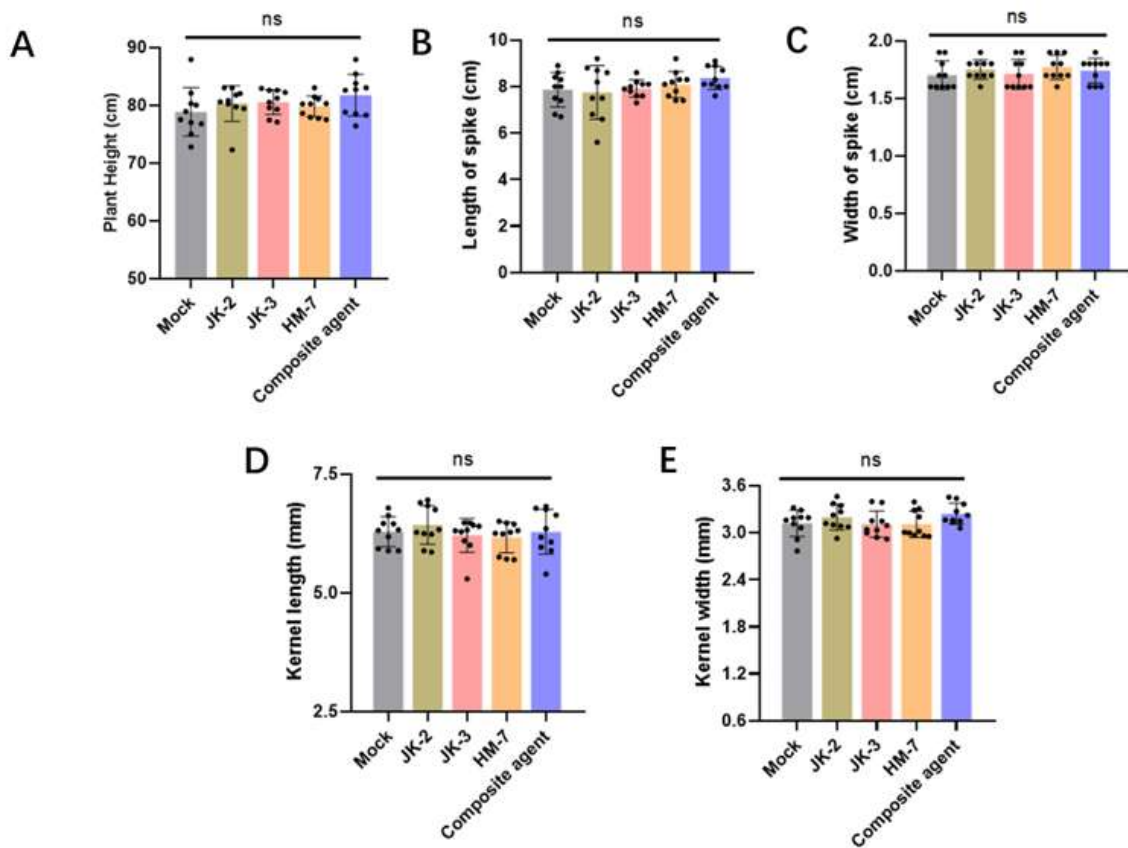 A
ns
Plant Height (cm)
90
80
70
60
50
Mock
JK-2
JK-3
HM-7
Composite agent
B
ns
Length of spike (cm)
10
8
6
4
2
0
Mock
JK-2
JK-3
HM-7
Composite agent
C
ns
Width of spike (cm)
2.0
1.5
1.0
0.5
0.0
Mock
JK-2
JK-3
HM-7
Composite agent
D
ns
Kernel length (mm)
7.5
5.0
2.5
Mock
JK-2
JK-3
HM-7
Composite agent
E
ns
Kernel width (mm)
3.6
3.0
2.4
1.8
1.2
0.6
Mock
JK-2
JK-3
HM-7
Composite agent